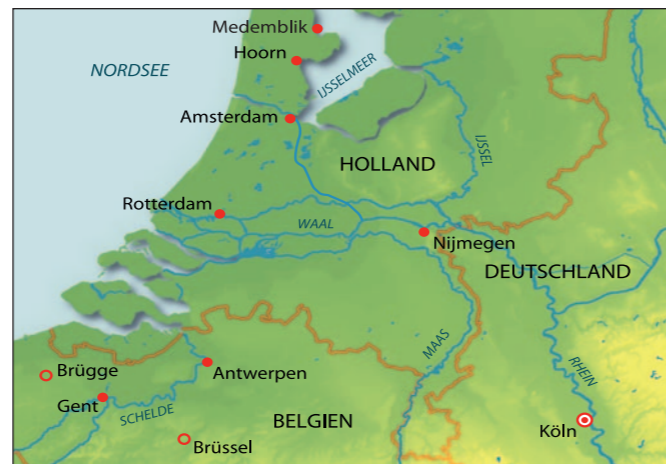 Medemblik
Hoorn
NORDSEE
IJSSELMEER
Amsterdam
IJSSEL
HOLLAND
Rotterdam
WAAL
Nijmegen
DEUTSCHLAND
MAAS
RHEIN
Brügge
Antwerpen
Gent
SCHELDE
BELGIEN
Köln
Brüssel